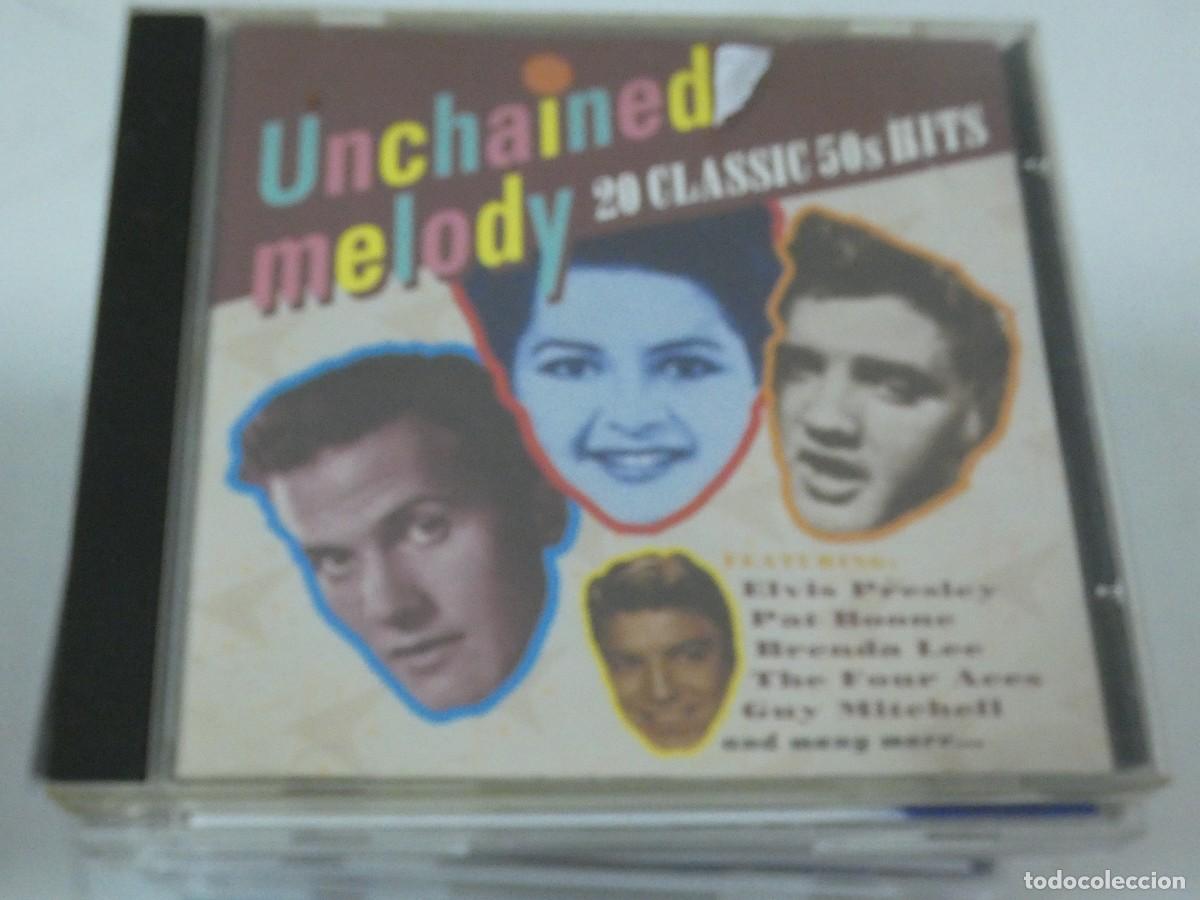 Unchained
melody
20 CLASSIC 50s HITS
FEATURING:
Elvis Presley
Pat Boone
Brenda Lee
The Four Aces
Guy Mitchell
and many more...
todocoleccion